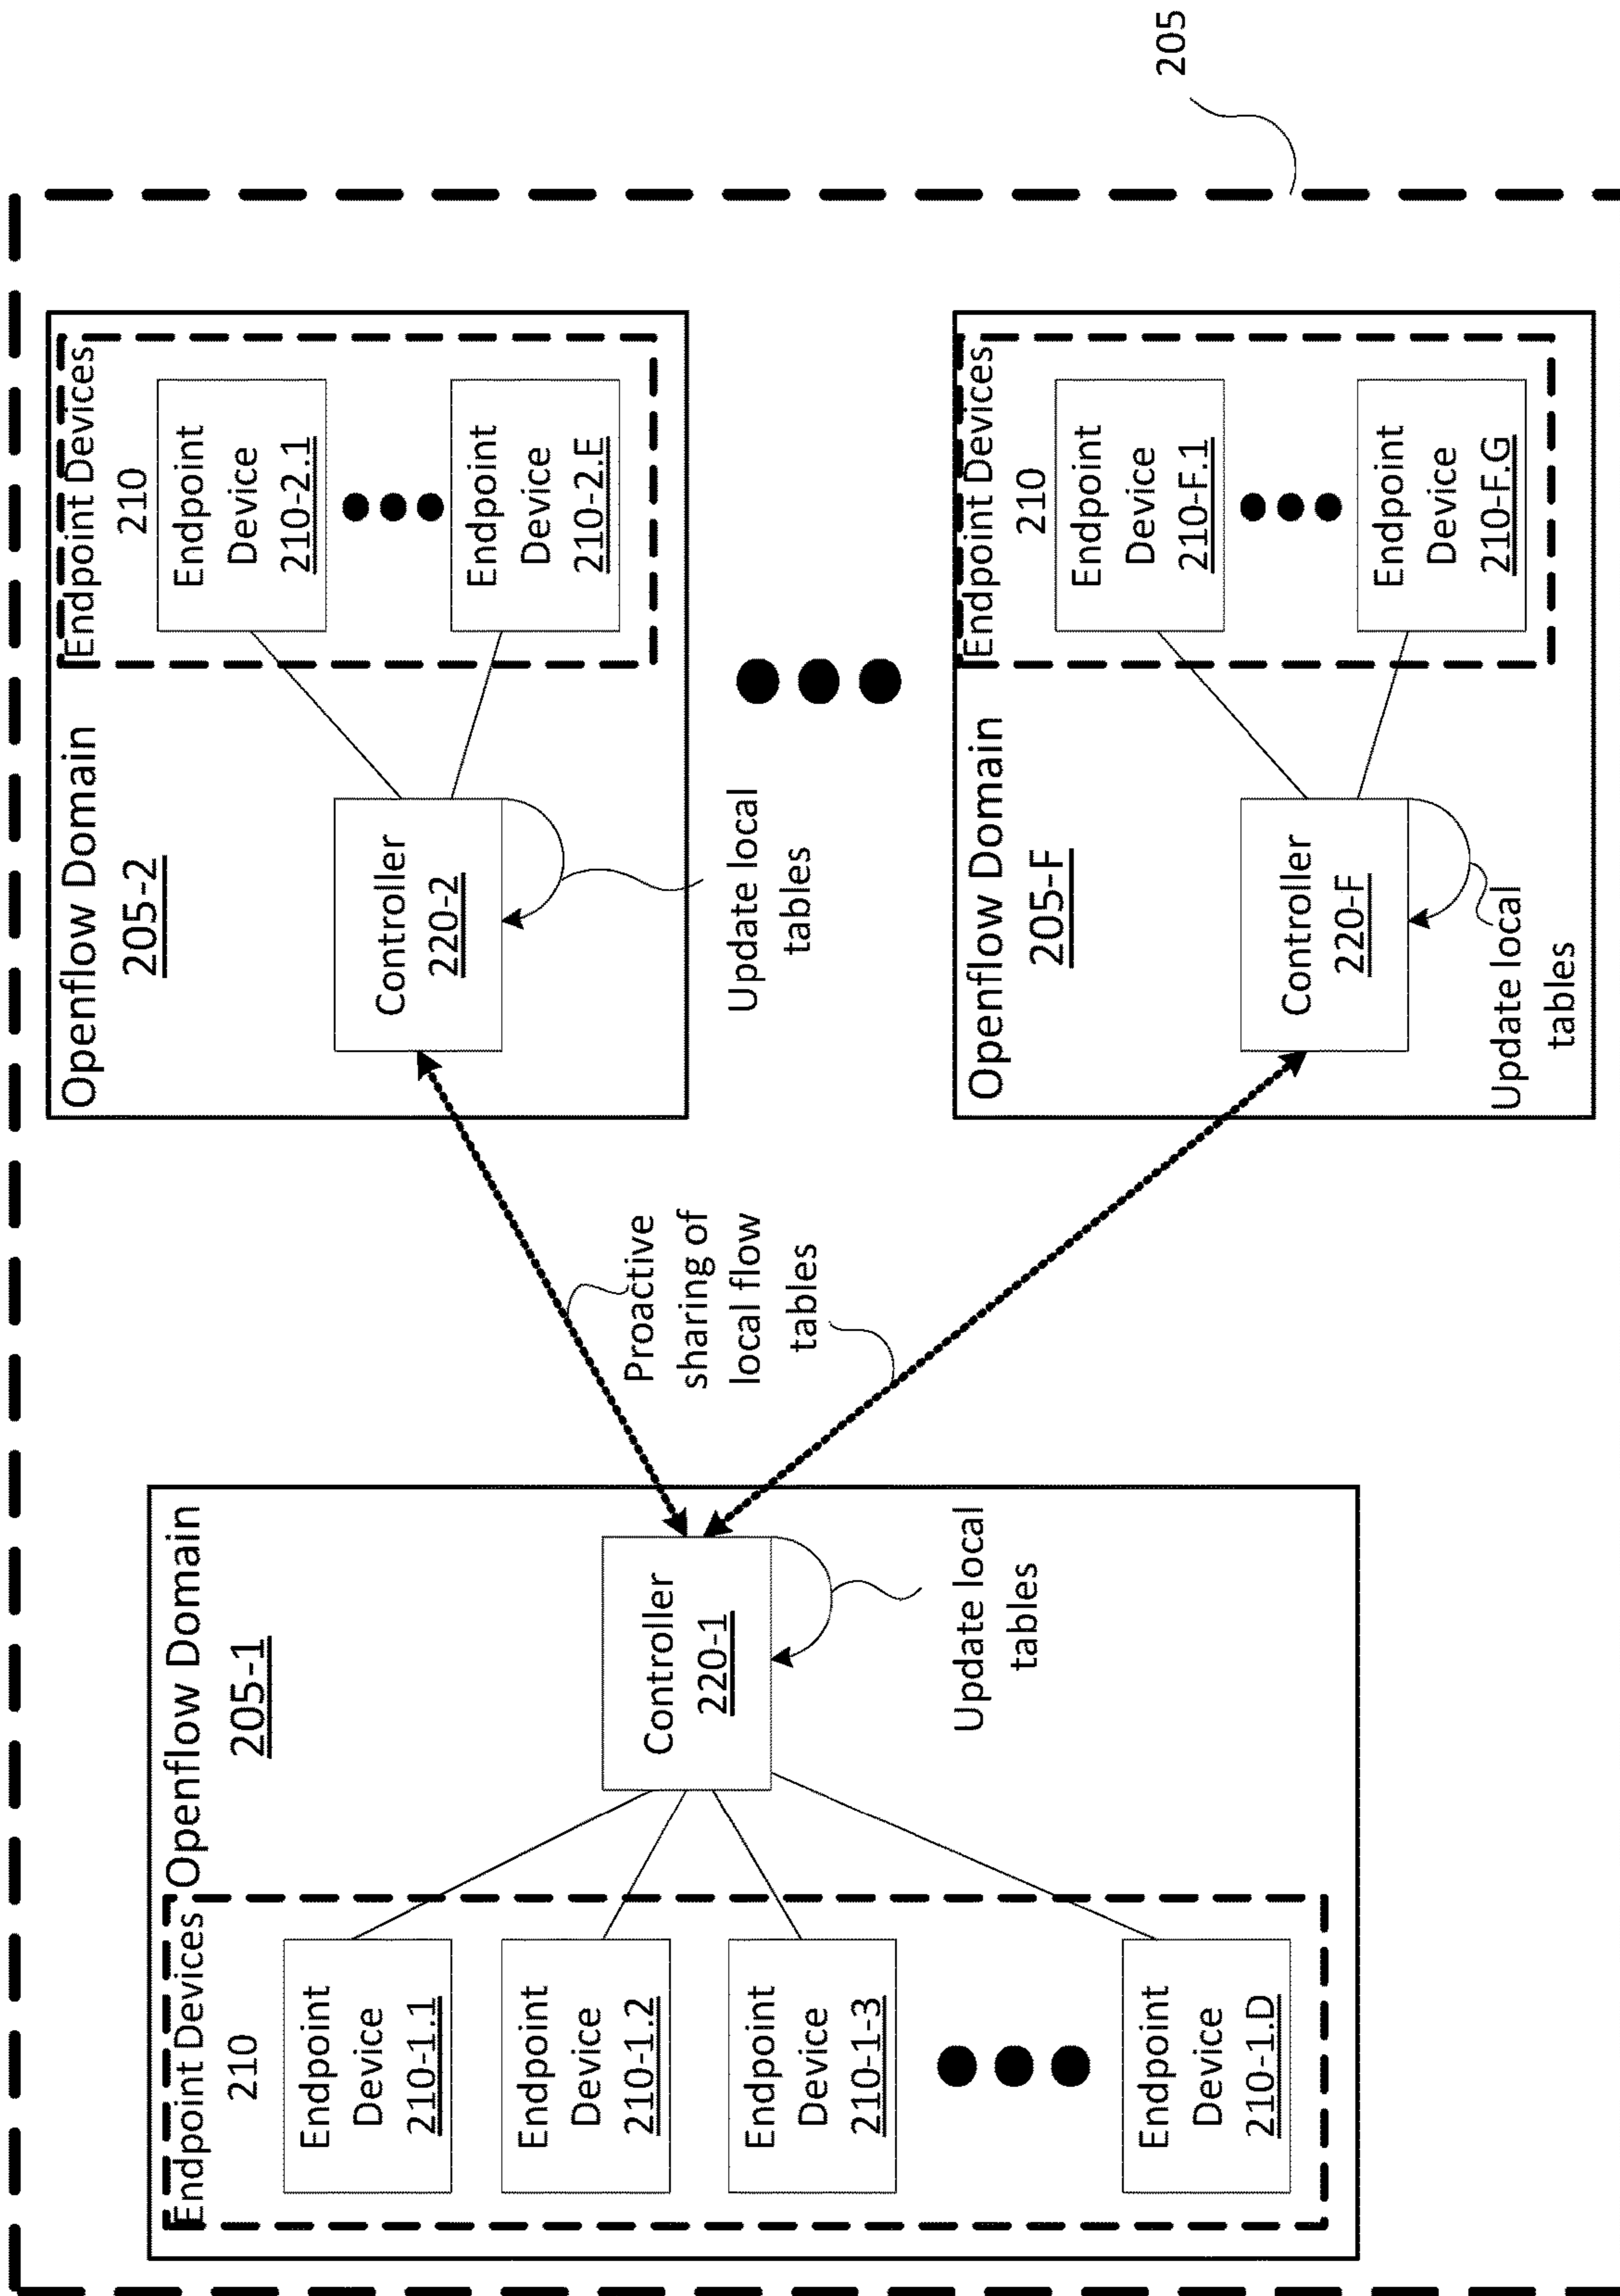 Endpoint Devices
210
Endpoint
Device
210-1.1
Endpoint
Device
210-1.2
Endpoint
Device
210-1-3
Endpoint
Device
210-1.D
Openflow Domain
205-1
Controller
220-1
Update local
tables
Proactive
sharing of
local flow
tables
Openflow Domain
205-2
Controller
220-2
Update local
tables
Endpoint Devices
210
Endpoint
Device
210-2.1
Endpoint
Device
210-2.E
Openflow Domain
205-F
Controller
220-F
Update local
tables
Endpoint Devices
210
Endpoint
Device
210-F.1
Endpoint
Device
210-F.G
205